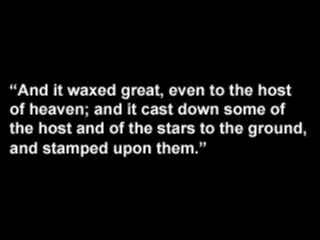 “And it waxed great, even to the host
of heaven; and it cast down some of
the host and of the stars to the ground,
and stamped upon them.”